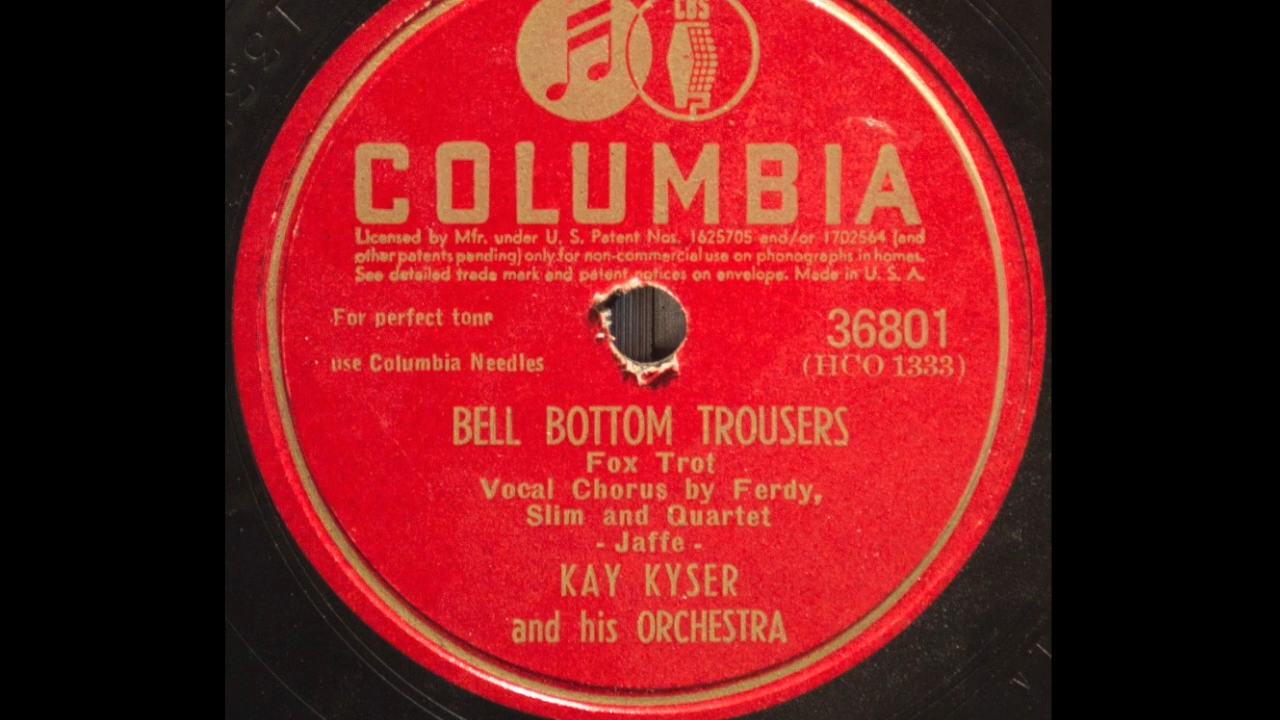 CBS
COLUMBIA
Licensed by Mfr. under U. S. Patent Nos. 1625705 and/or 1702564 (and
other patents pending) only for non-commercial use on phonographs in homes.
See detailed trade mark and patent notices on envelope. Made in U. S. A.
For perfect tone
36801
use Columbia Needles
(HCO 1333)
BELL BOTTOM TROUSERS
Fox Trot
Vocal Chorus by Ferdy,
Slim and Quartet
- Jaffe -
KAY KYSER
and his ORCHESTRA